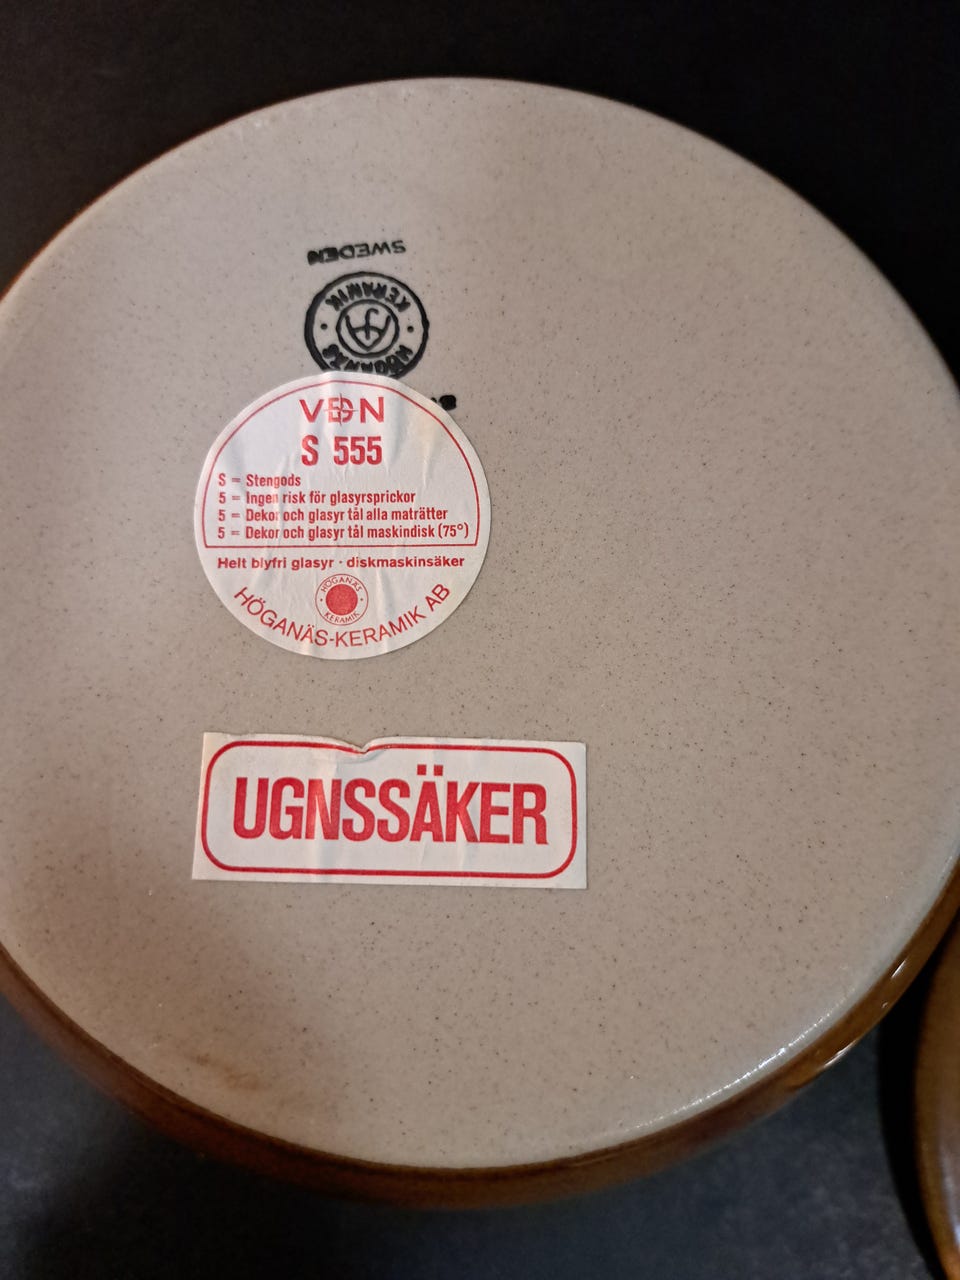 SWEDEN
HÖGANÄS
KERAMIK
VDN
S 555
S = Stengods
5 = Ingen risk för glasyrsprickor
5 = Dekor och glasyr tål alla maträtter
5 = Dekor och glasyr tål maskindisk (75°)
Helt blyfri glasyr · diskmaskinsäker
HÖGANÄS
KERAMIK
HÖGANÄS-KERAMIK AB
UGNSSÄKER